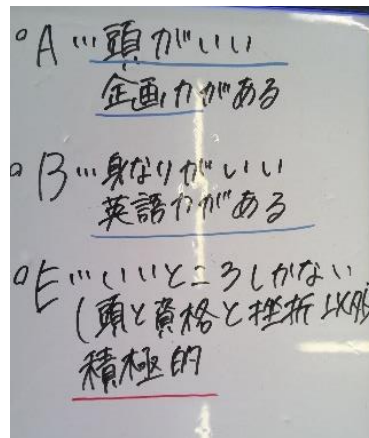 °A…頭がいい
企画力がある
°B…身なりがいい
英語力がある
°E…いいところしかない
(頭と資格と挫折以外
積極的